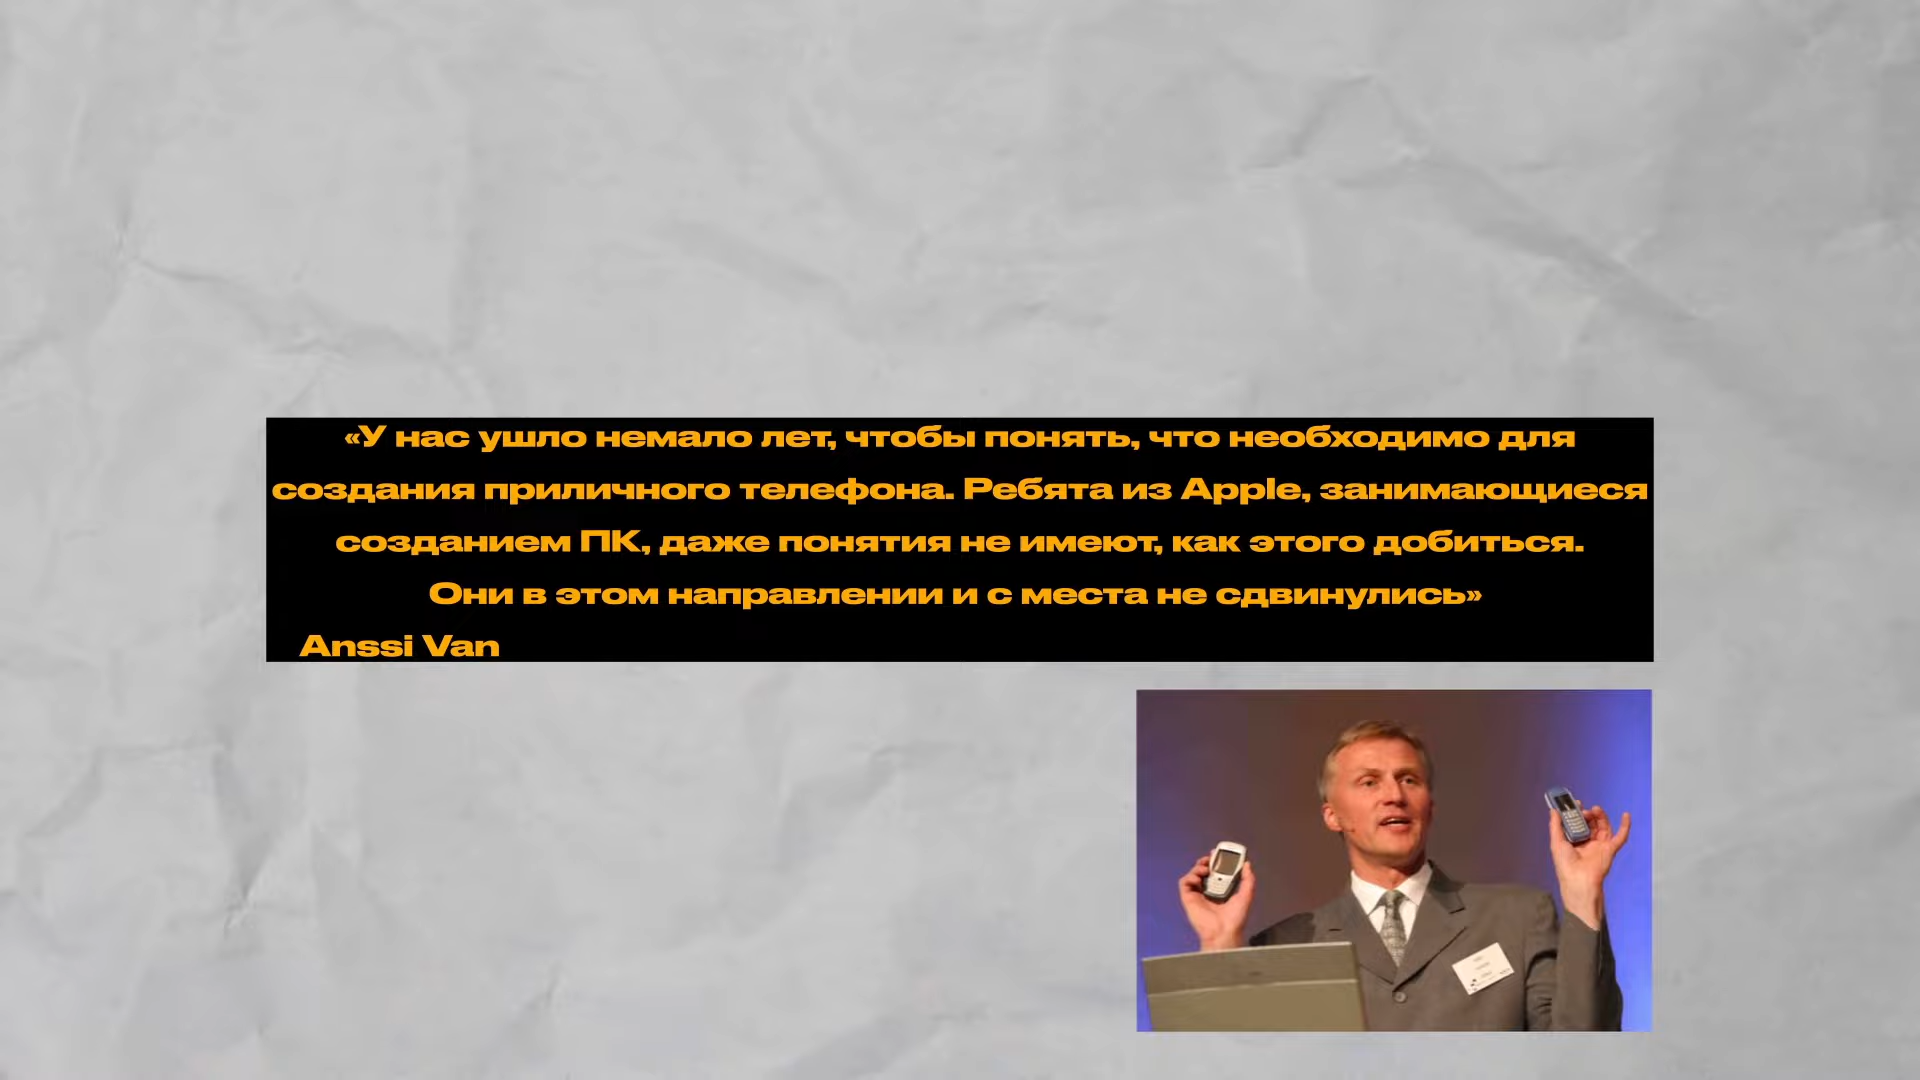 «У нас ушло немало лет, чтобы понять, что необходимо для
создания приличного телефона. Ребята из Apple, занимающиеся
созданием ПК, даже понятия не имеют, как этого добиться.
Они в этом направлении и с места не сдвинулись»
Anssi Van